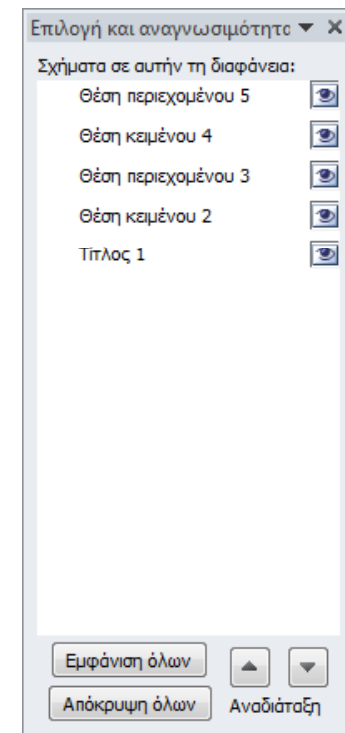 Επιλογή και αναγνωσιμότητα
Σχήματα σε αυτήν τη διαφάνεια:
Θέση περιεχομένου 5
Θέση κειμένου 4
Θέση περιεχομένου 3
Θέση κειμένου 2
Τίτλος 1
Εμφάνιση όλων
Απόκρυψη όλων
Αναδιάταξη